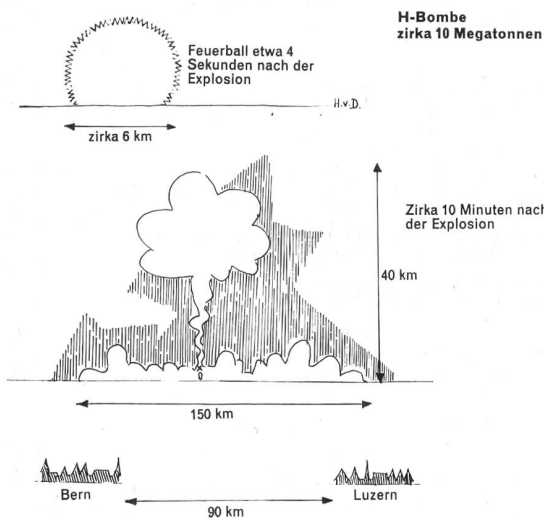 H-Bombe
zirka 10 Megatonnen
Feuerball etwa 4
Sekunden nach der
Explosion
H.v.D.
zirka 6 km
Zirka 10 Minuten nach
der Explosion
40 km
150 km
Bern
Luzern
90 km